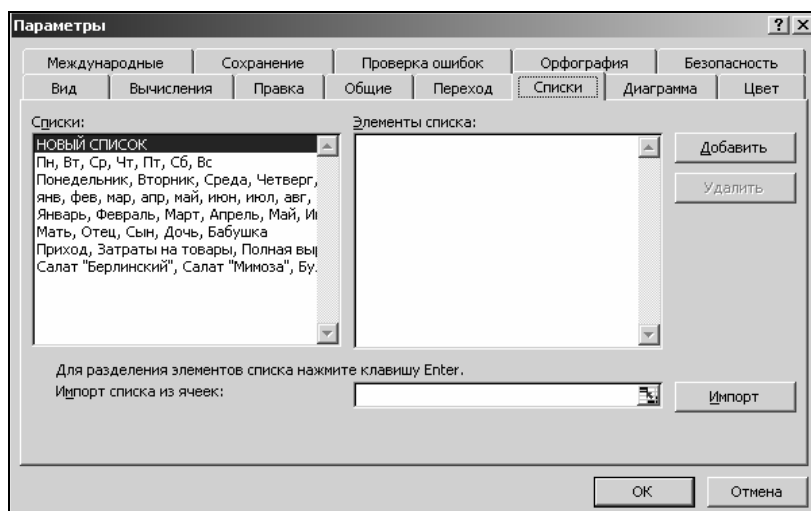 Параметры
Международные Сохранение Проверка ошибок Орфография Безопасность
Вид Вычисления Правка Общие Переход Списки Диаграмма Цвет
Списки: Элементы списка:
НОВЫЙ СПИСОК
Пн, Вт, Ср, Чт, Пт, Сб, Вс
Понедельник, Вторник, Среда, Четверг,
янв, фев, мар, апр, май, июн, июл, авг,
Январь, Февраль, Март, Апрель, Май,
Мать, Отец, Сын, Дочь, Бабушка
Приход, Затраты на товары, Полная
Салат "Берлинский", Салат "Мимоза", Бу.
Добавить
Удалить
Для разделения элементов списка нажмите клавишу Enter.
Импорт списка из ячеек:
Импорт
ОК Отмена